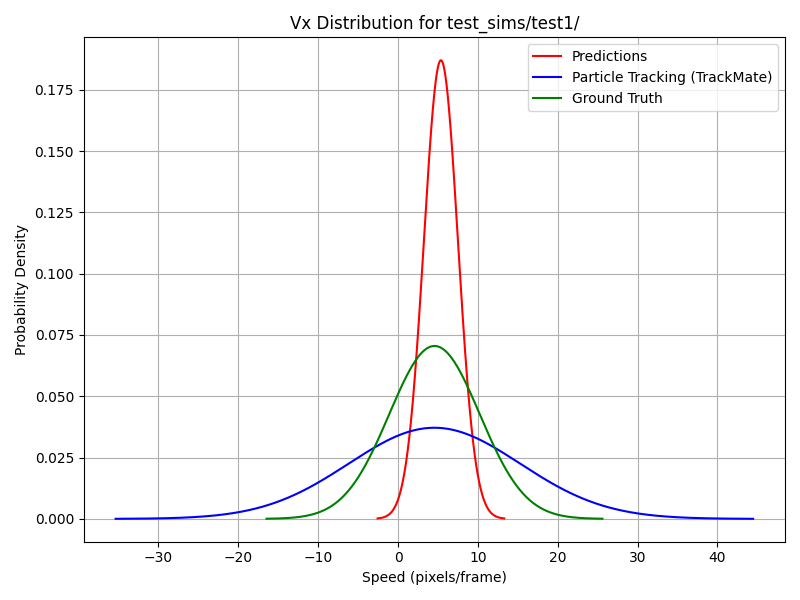 Vx Distribution for test_sims/test1/
Predictions
Particle Tracking (TrackMate)
Ground Truth
Probability Density
0.175
0.150
0.125
0.100
0.075
0.050
0.025
0.000
−30 −20 −10 0 10 20 30 40
Speed (pixels/frame)